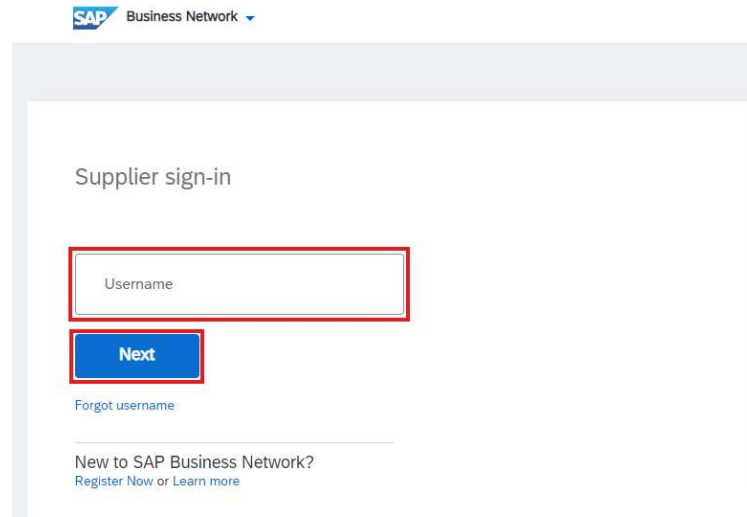 SAP Business Network
Supplier sign-in
Username
Next
Forgot username
New to SAP Business Network?
Register Now or Learn more